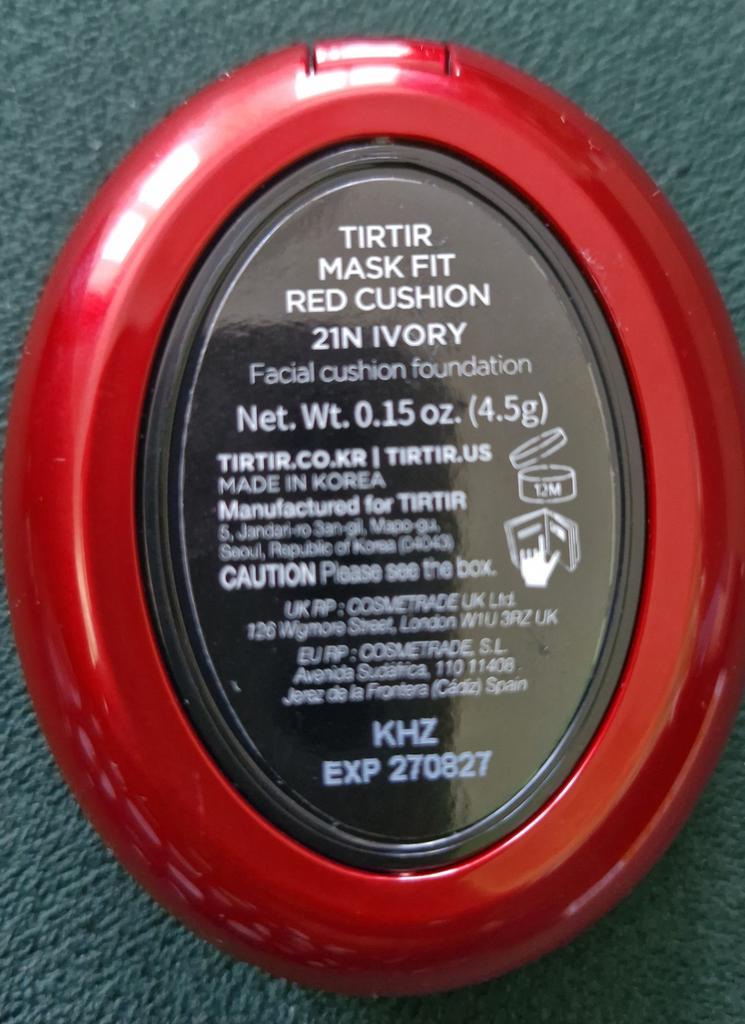 TIRTIR
MASK FIT
RED CUSHION
21N IVORY
Facial cushion foundation
Net. Wt. 0.15 oz. (4.5g)
TIRTIR.CO.KR | TIRTIR.US
MADE IN KOREA
Manufactured for TIRTIR
5, Jandari-ro 3an-gil, Mapo-gu,
Seoul, Republic of Korea (04043)
CAUTION Please see the box.
12M
UK RP : COSMETRADE UK Ltd.
126 Wigmore Street, London W1U 3RZ UK
EU RP : COSMETRADE, S.L.
Avenida Sudáfrica, 110 11408
Jerez de la Frontera (Cádiz) Spain
KHZ
EXP 270827